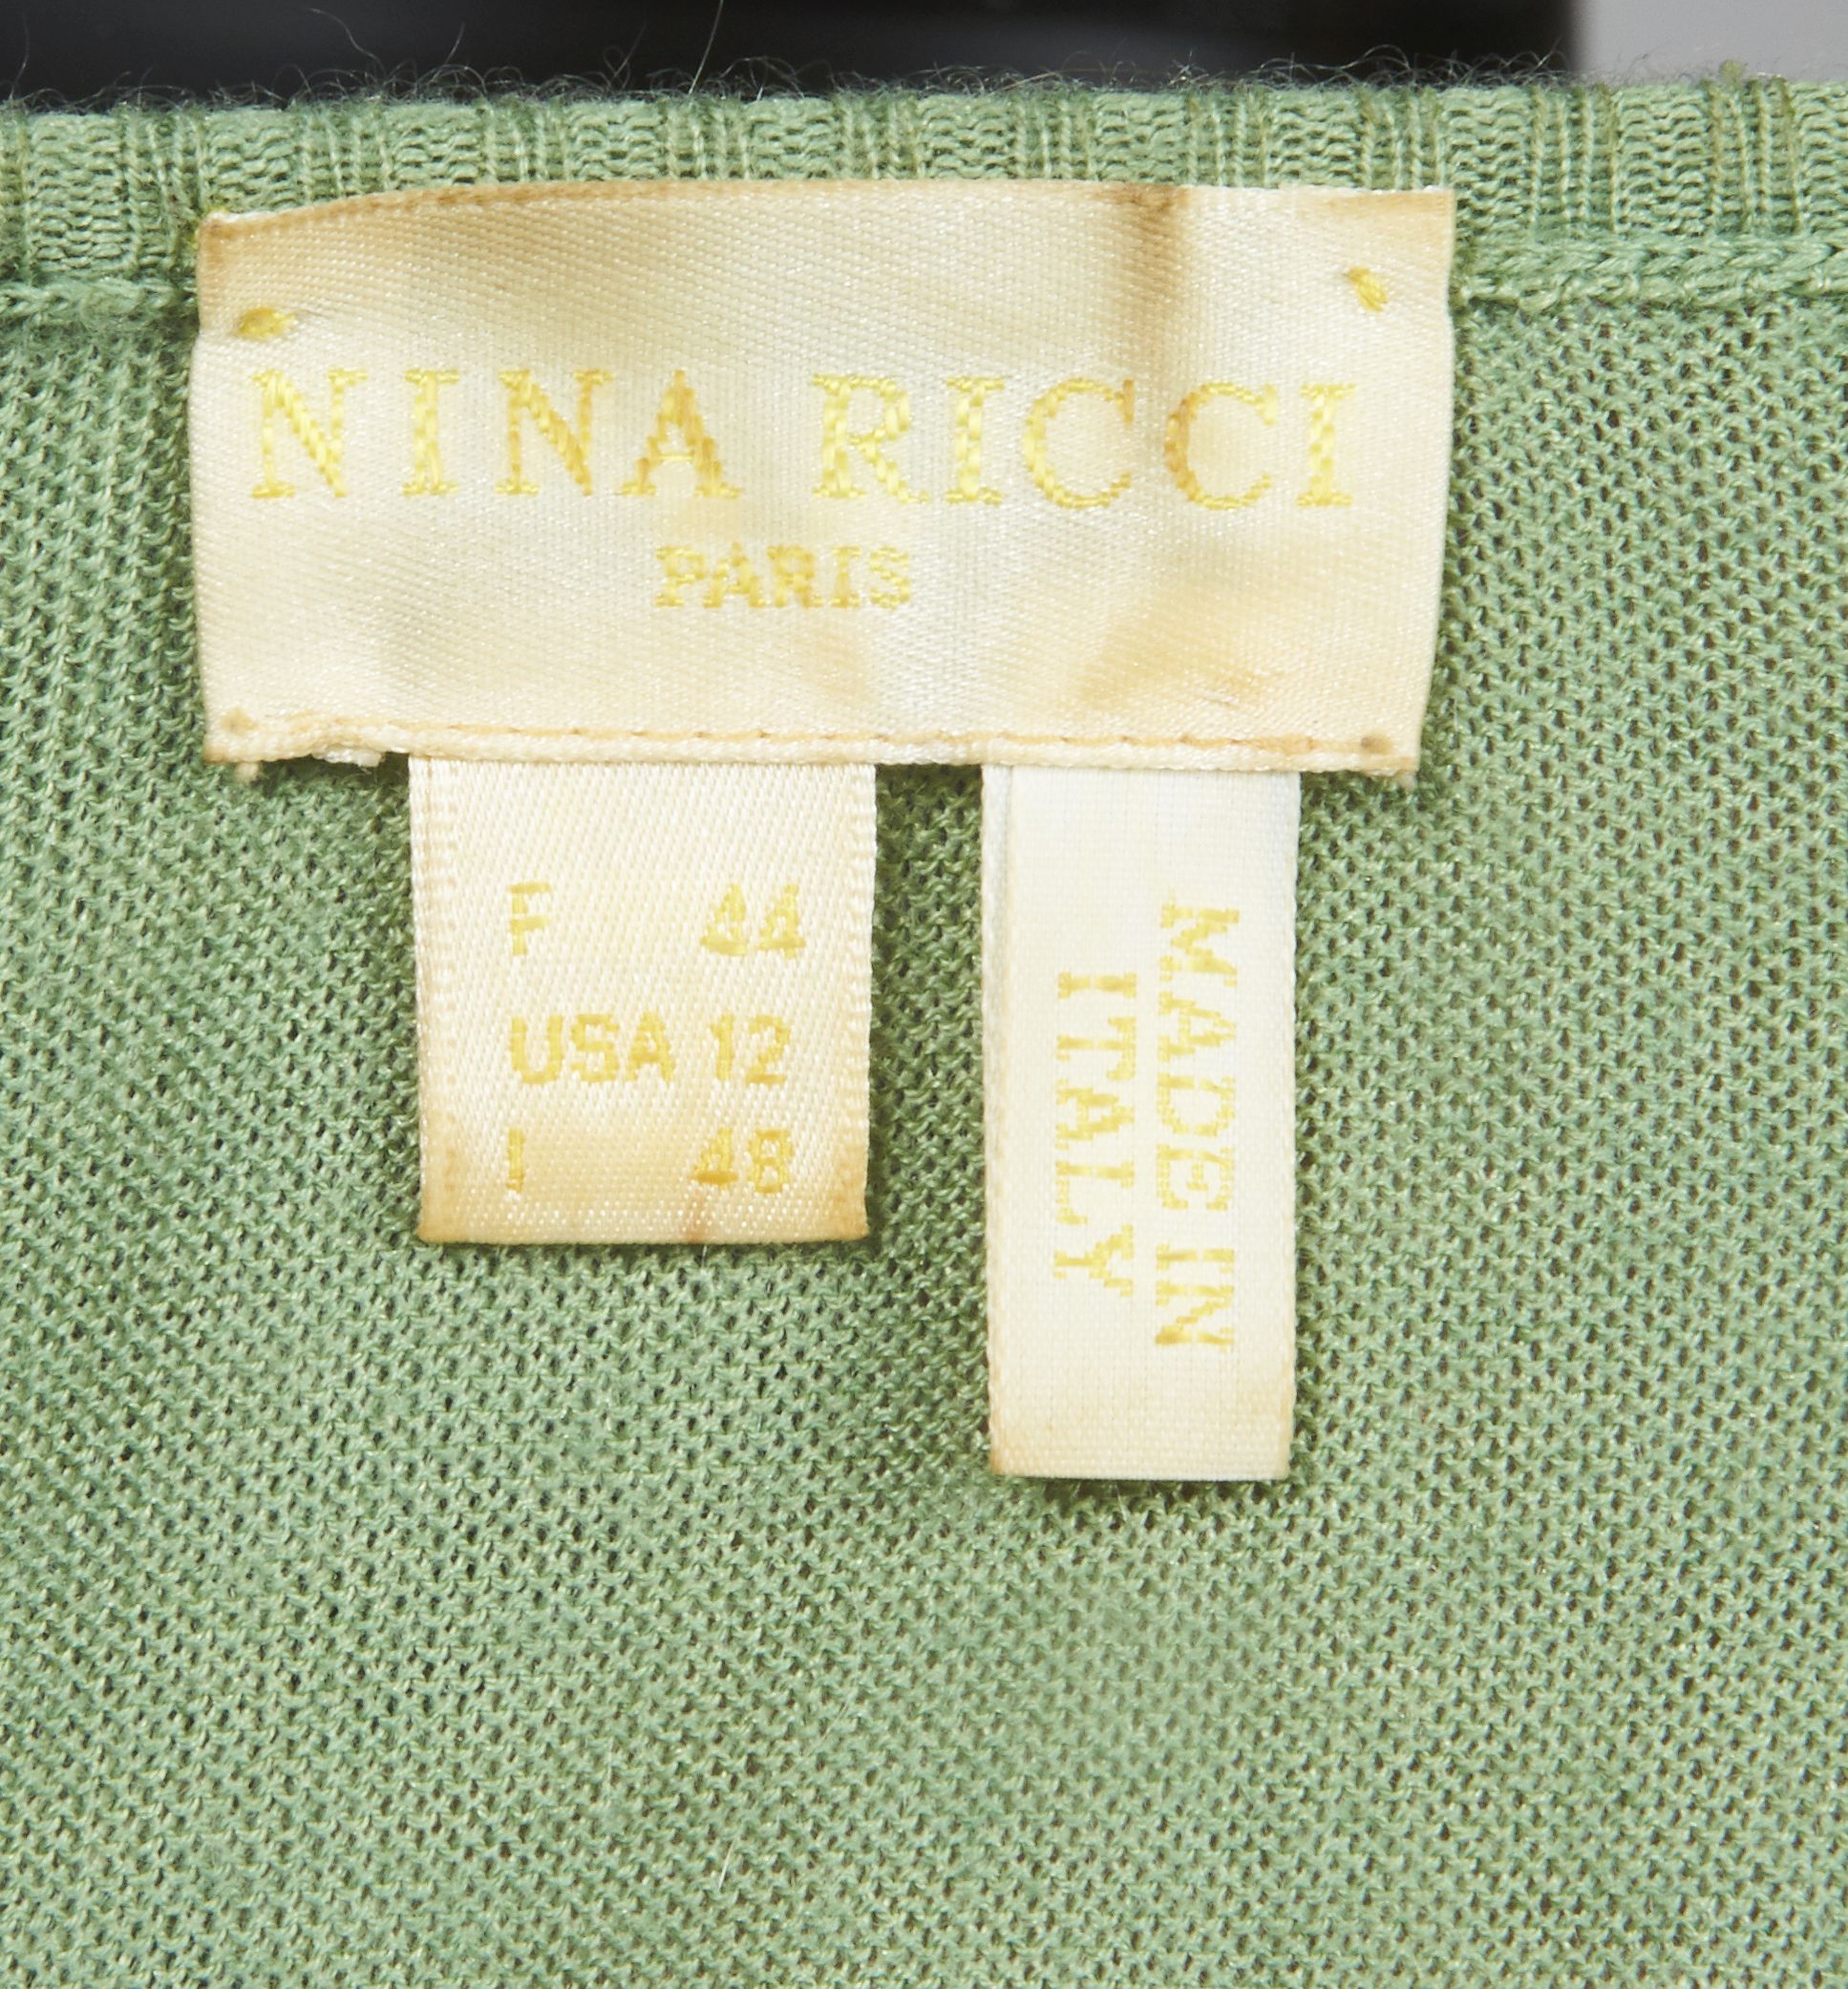 NINA RICCI
PARIS
F 44
USA 12
I 48
MADE IN
ITALY